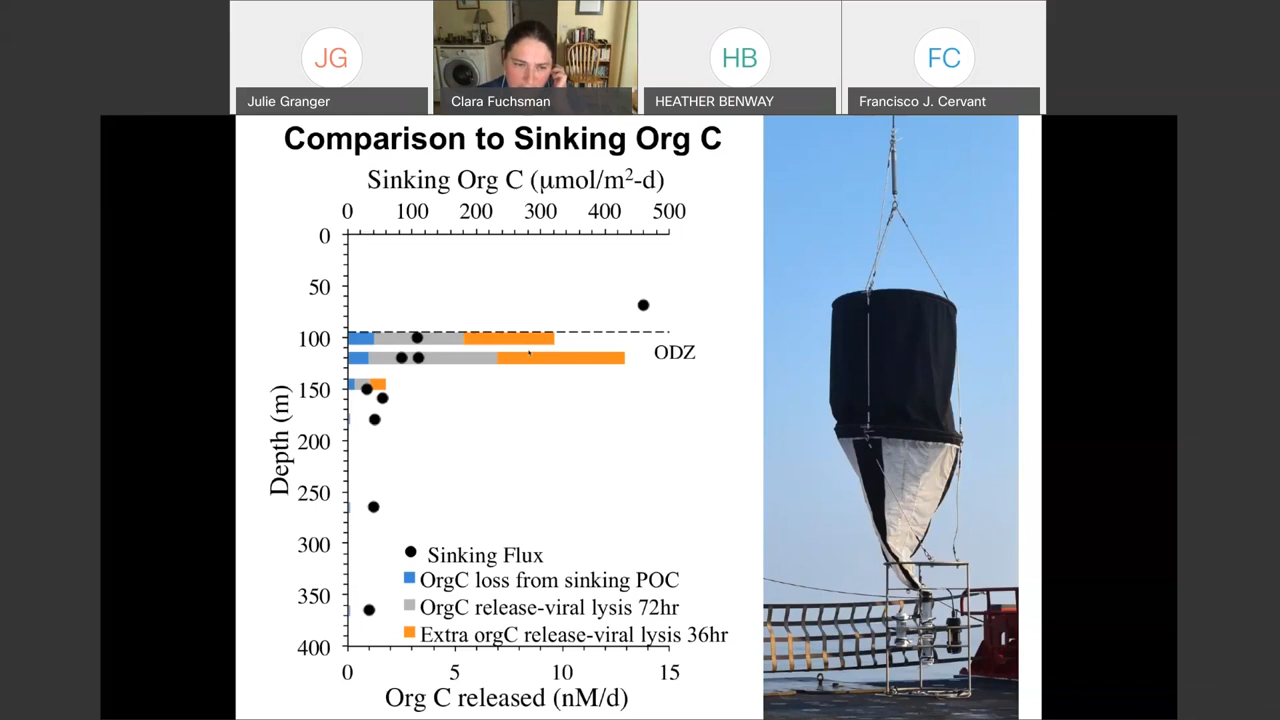 JG
HB
FC
Julie Granger
Clara Fuchsman
HEATHER BENWAY
Francisco J. Cervant
Comparison to Sinking Org C
Sinking Org C (μmol/m²-d)
0 100 200 300 400 500
0
50
100
150
200
250
300
350
400
Depth (m)
ODZ
Sinking Flux
OrgC loss from sinking POC
OrgC release-viral lysis 72hr
Extra orgC release-viral lysis 36hr
0 5 10 15
Org C released (nM/d)